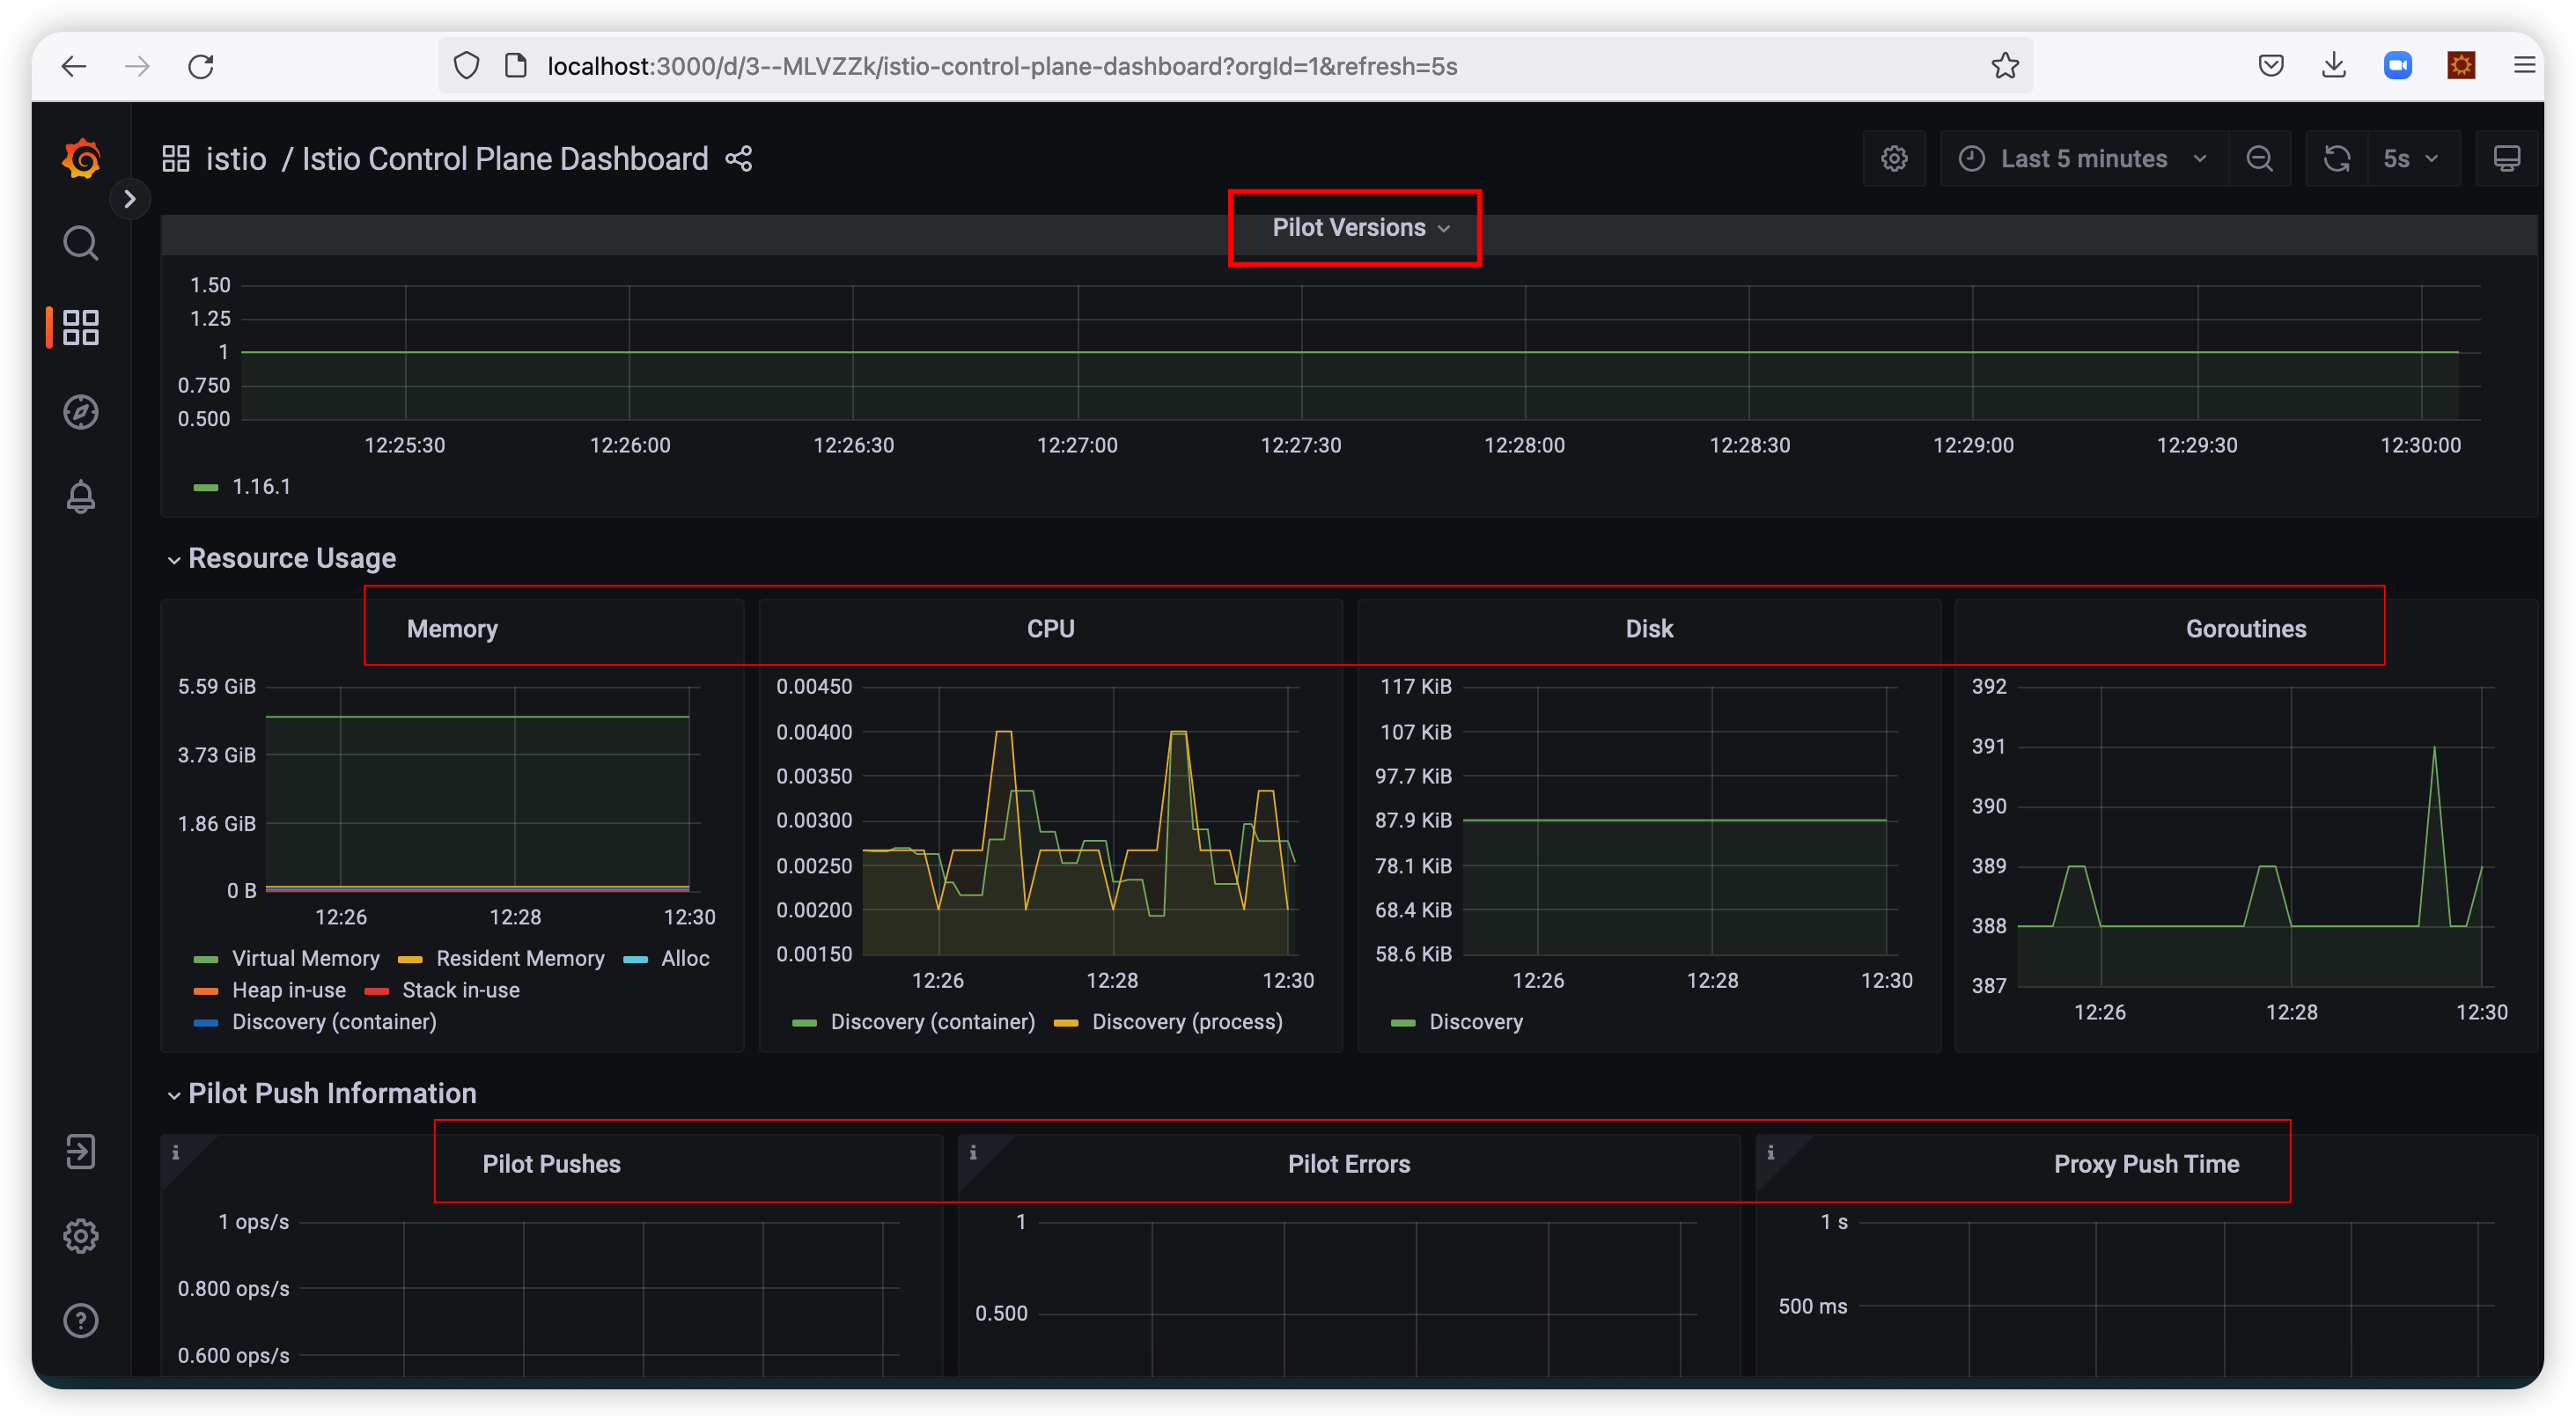 localhost:3000/d/3--MLVZZk/istio-control-plane-dashboard?orgId=1&refresh=5s
istio / Istio Control Plane Dashboard
Last 5 minutes
5s
Pilot Versions
1.50
1.25
1
0.750
0.500
12:25:30 12:26:00 12:26:30 12:27:00 12:27:30 12:28:00 12:28:30 12:29:00 12:29:30 12:30:00
1.16.1
Resource Usage
Memory
5.59 GiB
3.73 GiB
1.86 GiB
0 B
12:26 12:28 12:30
Virtual Memory Resident Memory Alloc
Heap in-use Stack in-use
Discovery (container)
CPU
0.00450
0.00400
0.00350
0.00300
0.00250
0.00200
0.00150
12:26 12:28 12:30
Discovery (container) Discovery (process)
Disk
117 KiB
107 KiB
97.7 KiB
87.9 KiB
78.1 KiB
68.4 KiB
58.6 KiB
12:26 12:28 12:30
Discovery
Goroutines
392
391
390
389
388
387
12:26 12:28 12:30
Pilot Push Information
i
Pilot Pushes
1 ops/s
0.800 ops/s
0.600 ops/s
i
Pilot Errors
1
0.500
i
Proxy Push Time
1 s
500 ms